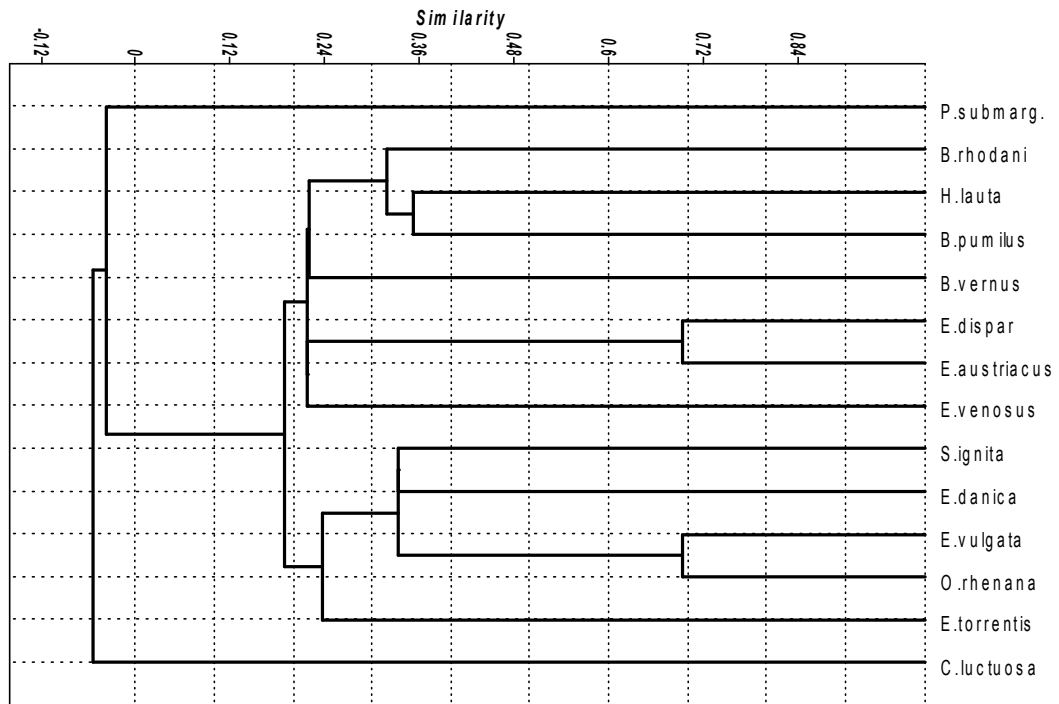 Similarity
-0.12 0 0.12 0.24 0.36 0.48 0.6 0.72 0.84
P.submarg.
B.rhodani
H.lauta
B.pumilus
B.vernus
E.dispar
E.austriacus
E.venosus
S.ignita
E.danica
E.vulgata
O.rhenana
E.torrentis
C.luctuosa